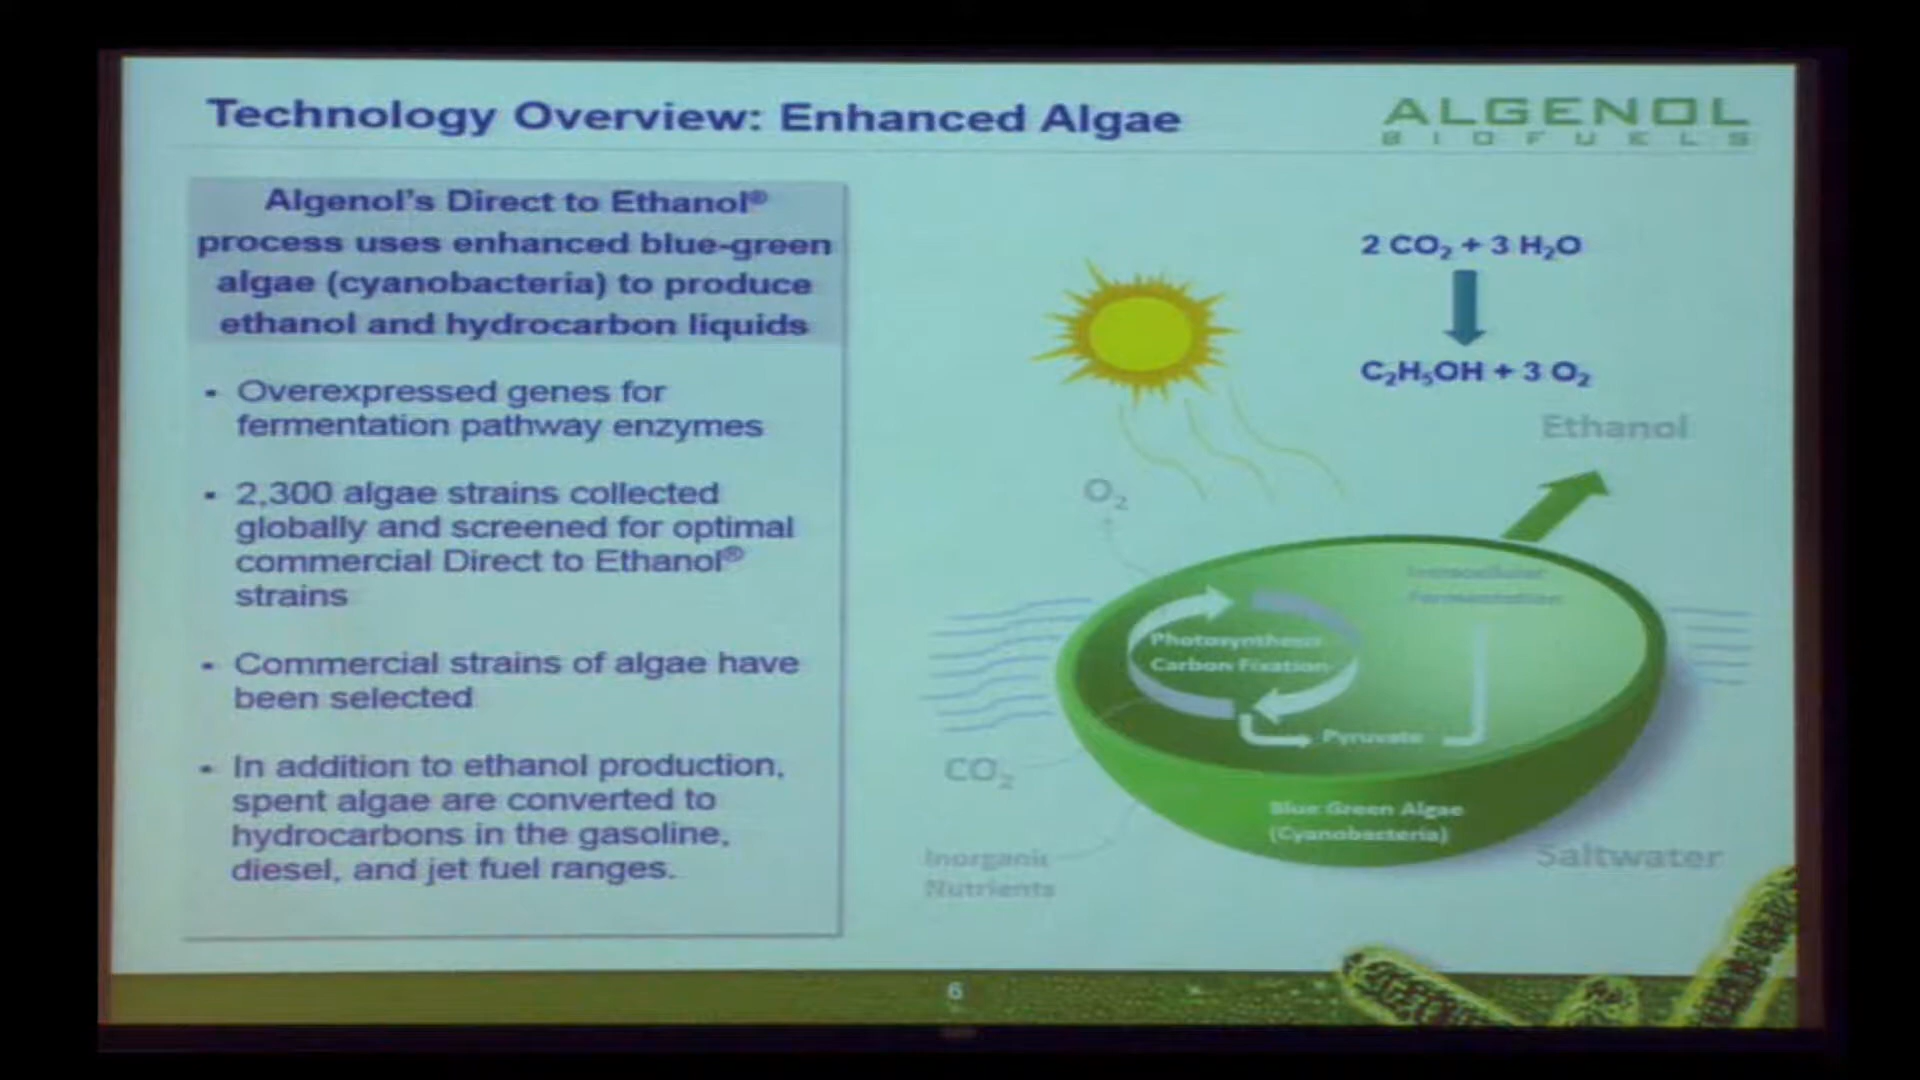 Technology Overview: Enhanced Algae
ALGENOL
BIOFUELS
Algenol's Direct to Ethanol®
process uses enhanced blue-green
algae (cyanobacteria) to produce
ethanol and hydrocarbon liquids
▪ Overexpressed genes for
fermentation pathway enzymes
▪ 2,300 algae strains collected
globally and screened for optimal
commercial Direct to Ethanol®
strains
▪ Commercial strains of algae have
been selected
▪ In addition to ethanol production,
spent algae are converted to
hydrocarbons in the gasoline,
diesel, and jet fuel ranges.
2 CO₂ + 3 H₂O
C₂H₅OH + 3 O₂
Ethanol
O₂
Intracellular
Fermentation
Photosynthesis
Carbon Fixation
Pyruvate
CO₂
Blue Green Algae
(Cyanobacteria)
Inorganic
Nutrients
Saltwater
6